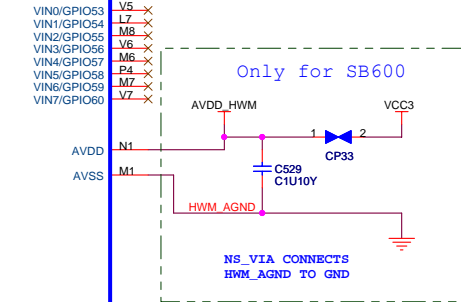 VIN0/GPIO53 V5
VIN1/GPIO54 L7
VIN2/GPIO55 M8
VIN3/GPIO56 V6
VIN4/GPIO57 M6
VIN5/GPIO58 P4
VIN6/GPIO59 M7
VIN7/GPIO60 V7
Only for SB600
AVDD_HWM VCC3
1 2
AVDD N1
CP33
C529
C1U10Y
AVSS M1
HWM_AGND
NS_VIA CONNECTS
HWM_AGND TO GND